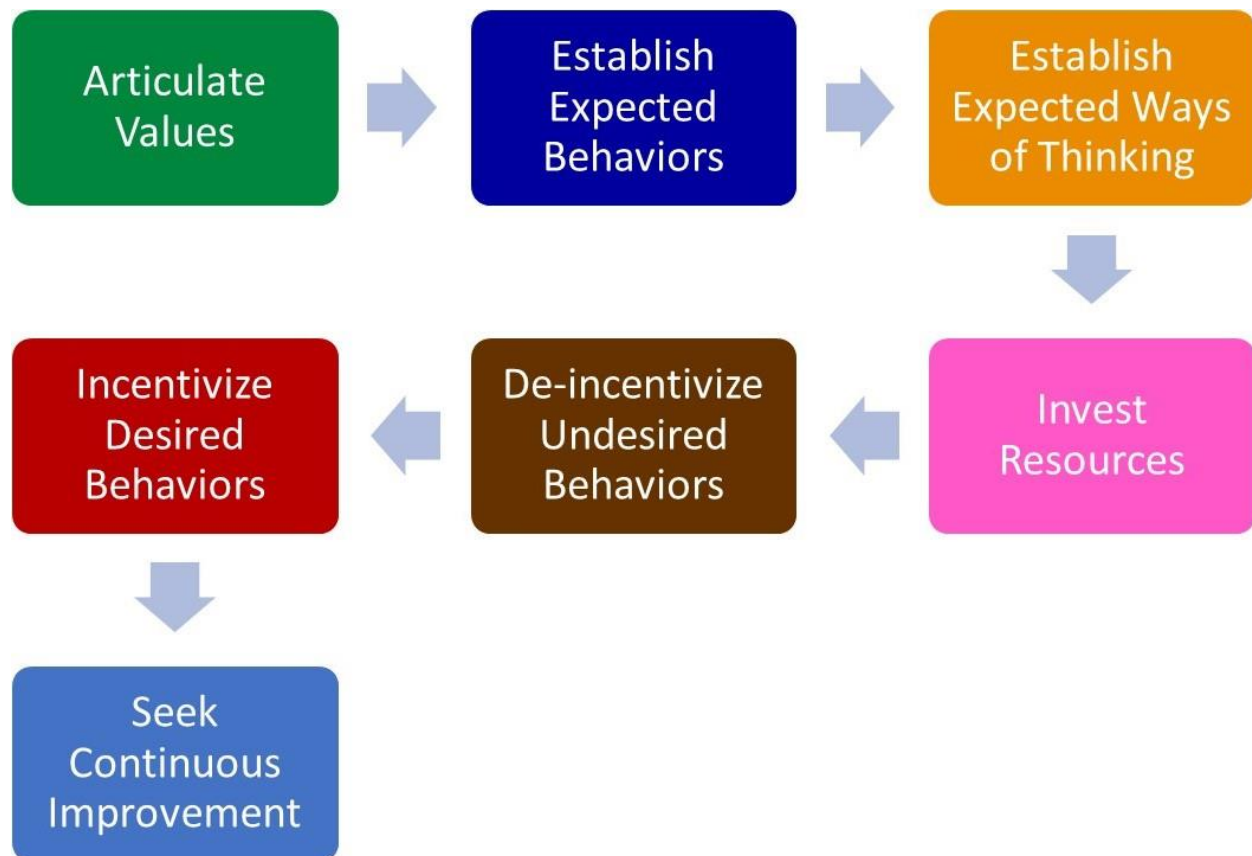 Articulate
Values
Establish
Expected
Behaviors
Establish
Expected Ways
of Thinking
Invest
Resources
De-incentivize
Undesired
Behaviors
Incentivize
Desired
Behaviors
Seek
Continuous
Improvement